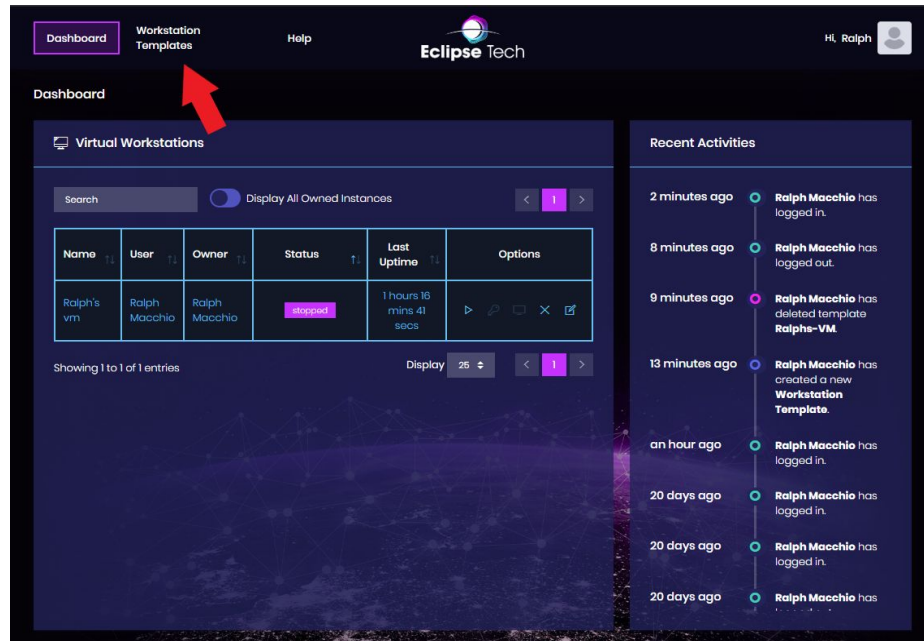 Dashboard
Workstation
Templates
Help
Eclipse Tech
Hi, Ralph
Dashboard
Virtual Workstations
Search
Display All Owned Instances
< 1 >
Name User Owner Status Last
Uptime Options
Ralph's
vm
Ralph
Macchio
Ralph
Macchio
stopped
1 hours 16
mins 41
secs
Showing 1 to 1 of 1 entries
Display 25
< 1 >
Recent Activities
2 minutes ago Ralph Macchio has
logged in.
8 minutes ago Ralph Macchio has
logged out.
9 minutes ago Ralph Macchio has
deleted template
Ralphs-VM.
13 minutes ago Ralph Macchio has
created a new
Workstation
Template.
an hour ago Ralph Macchio has
logged in.
20 days ago Ralph Macchio has
logged in.
20 days ago Ralph Macchio has
logged in.
20 days ago Ralph Macchio has